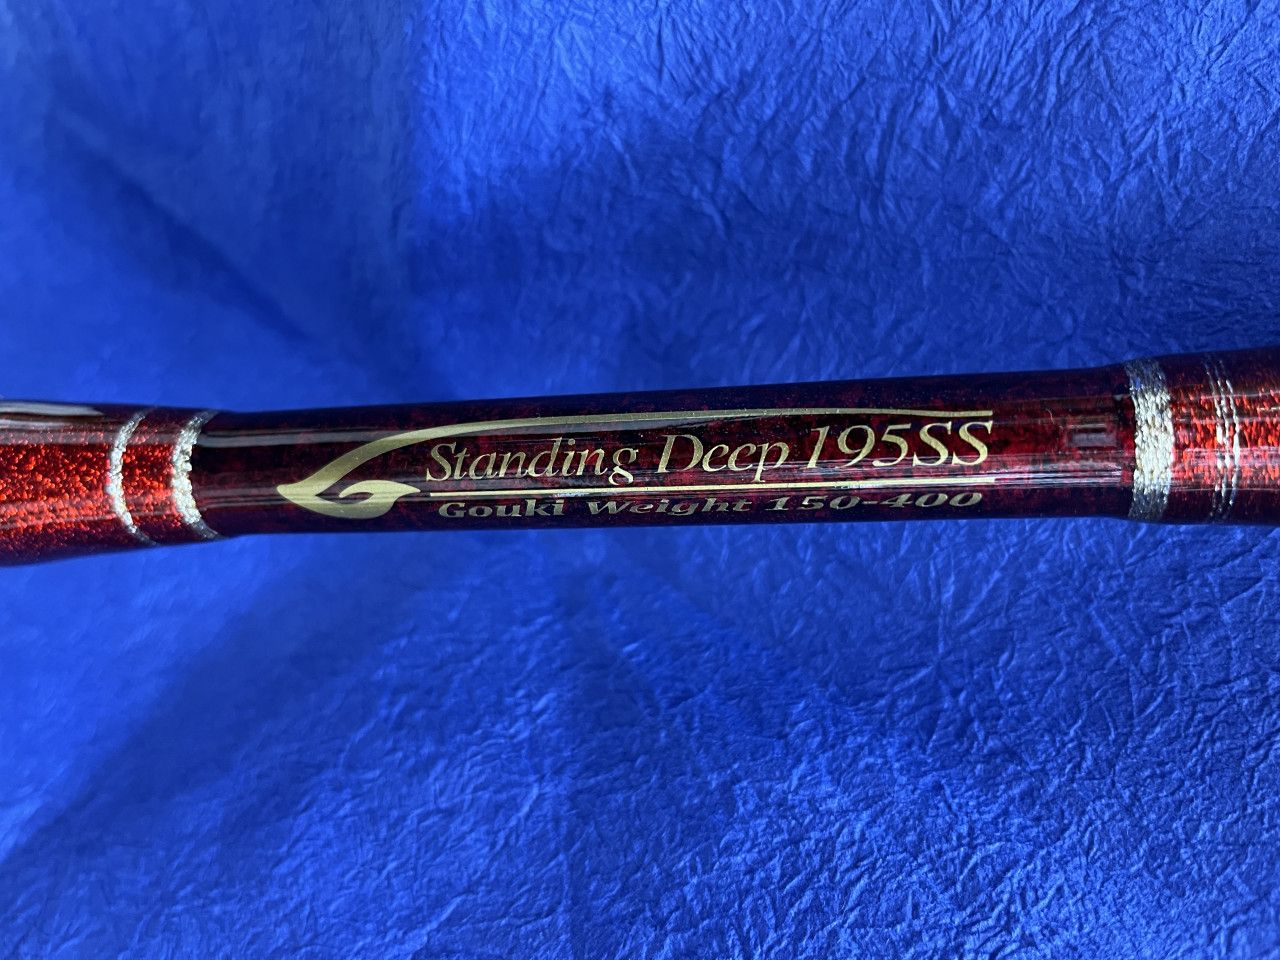 Standing Deep 195SS
Gouki Weight 150-400